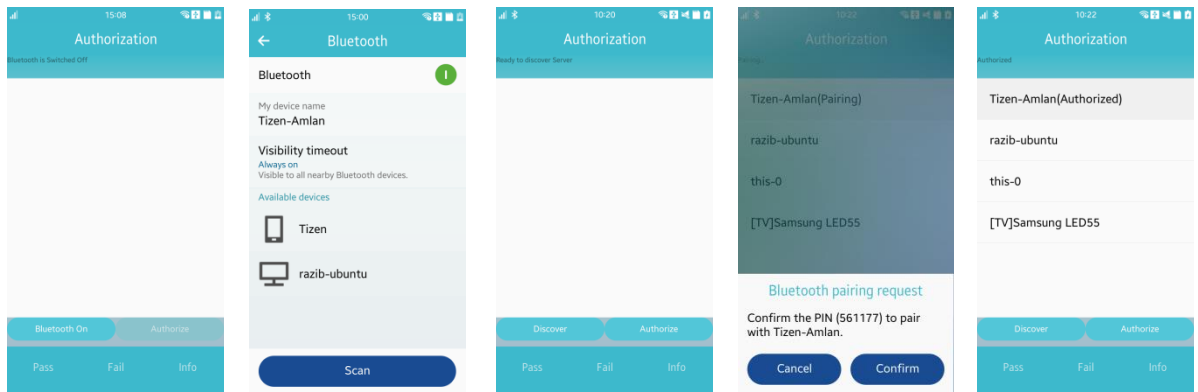 15:08
Authorization
Bluetooth is Switched Off
Bluetooth On
Authorize
Pass
Fail
Info
15:00
Bluetooth
Bluetooth
My device name
Tizen-Amlan
Visibility timeout
Always on
Visible to all nearby Bluetooth devices.
Available devices
Tizen
razib-ubuntu
Scan
10:20
Authorization
Ready to discover Server
Discover
Authorize
Pass
Fail
Info
10:22
Authorization
Pairing...
Tizen-Amlan(Pairing)
razib-ubuntu
this-0
[TV]Samsung LED55
Bluetooth pairing request
Confirm the PIN (561177) to pair
with Tizen-Amlan.
Cancel
Confirm
10:22
Authorization
Authorized
Tizen-Amlan(Authorized)
razib-ubuntu
this-0
[TV]Samsung LED55
Discover
Authorize
Pass
Fail
Info